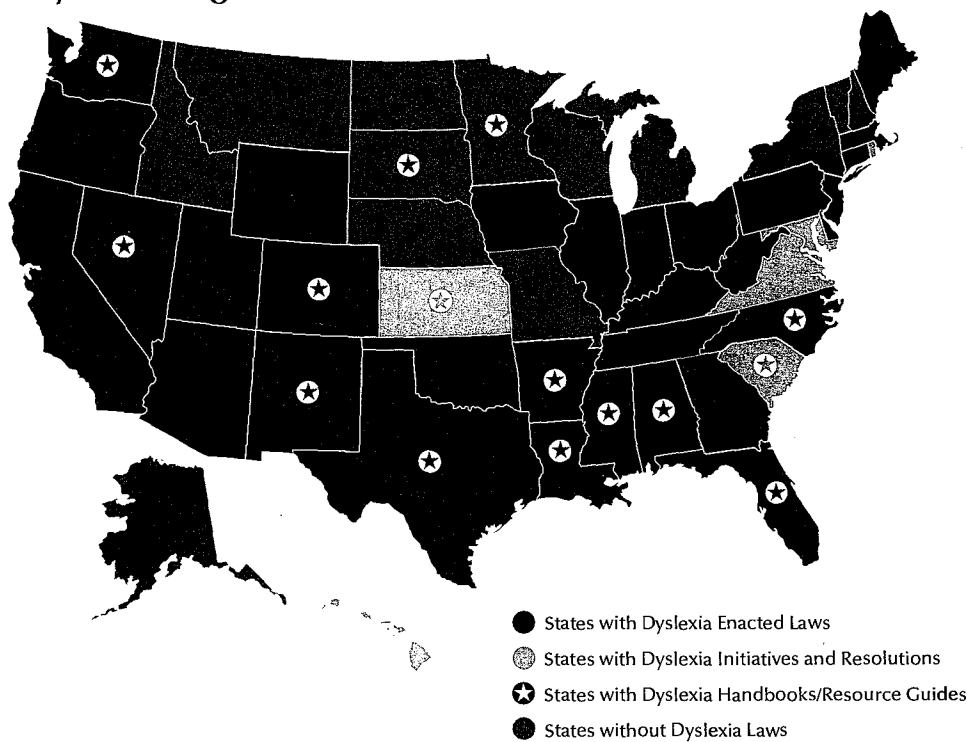 States with Dyslexia Enacted Laws
States with Dyslexia Initiatives and Resolutions
States with Dyslexia Handbooks/Resource Guides
States without Dyslexia Laws